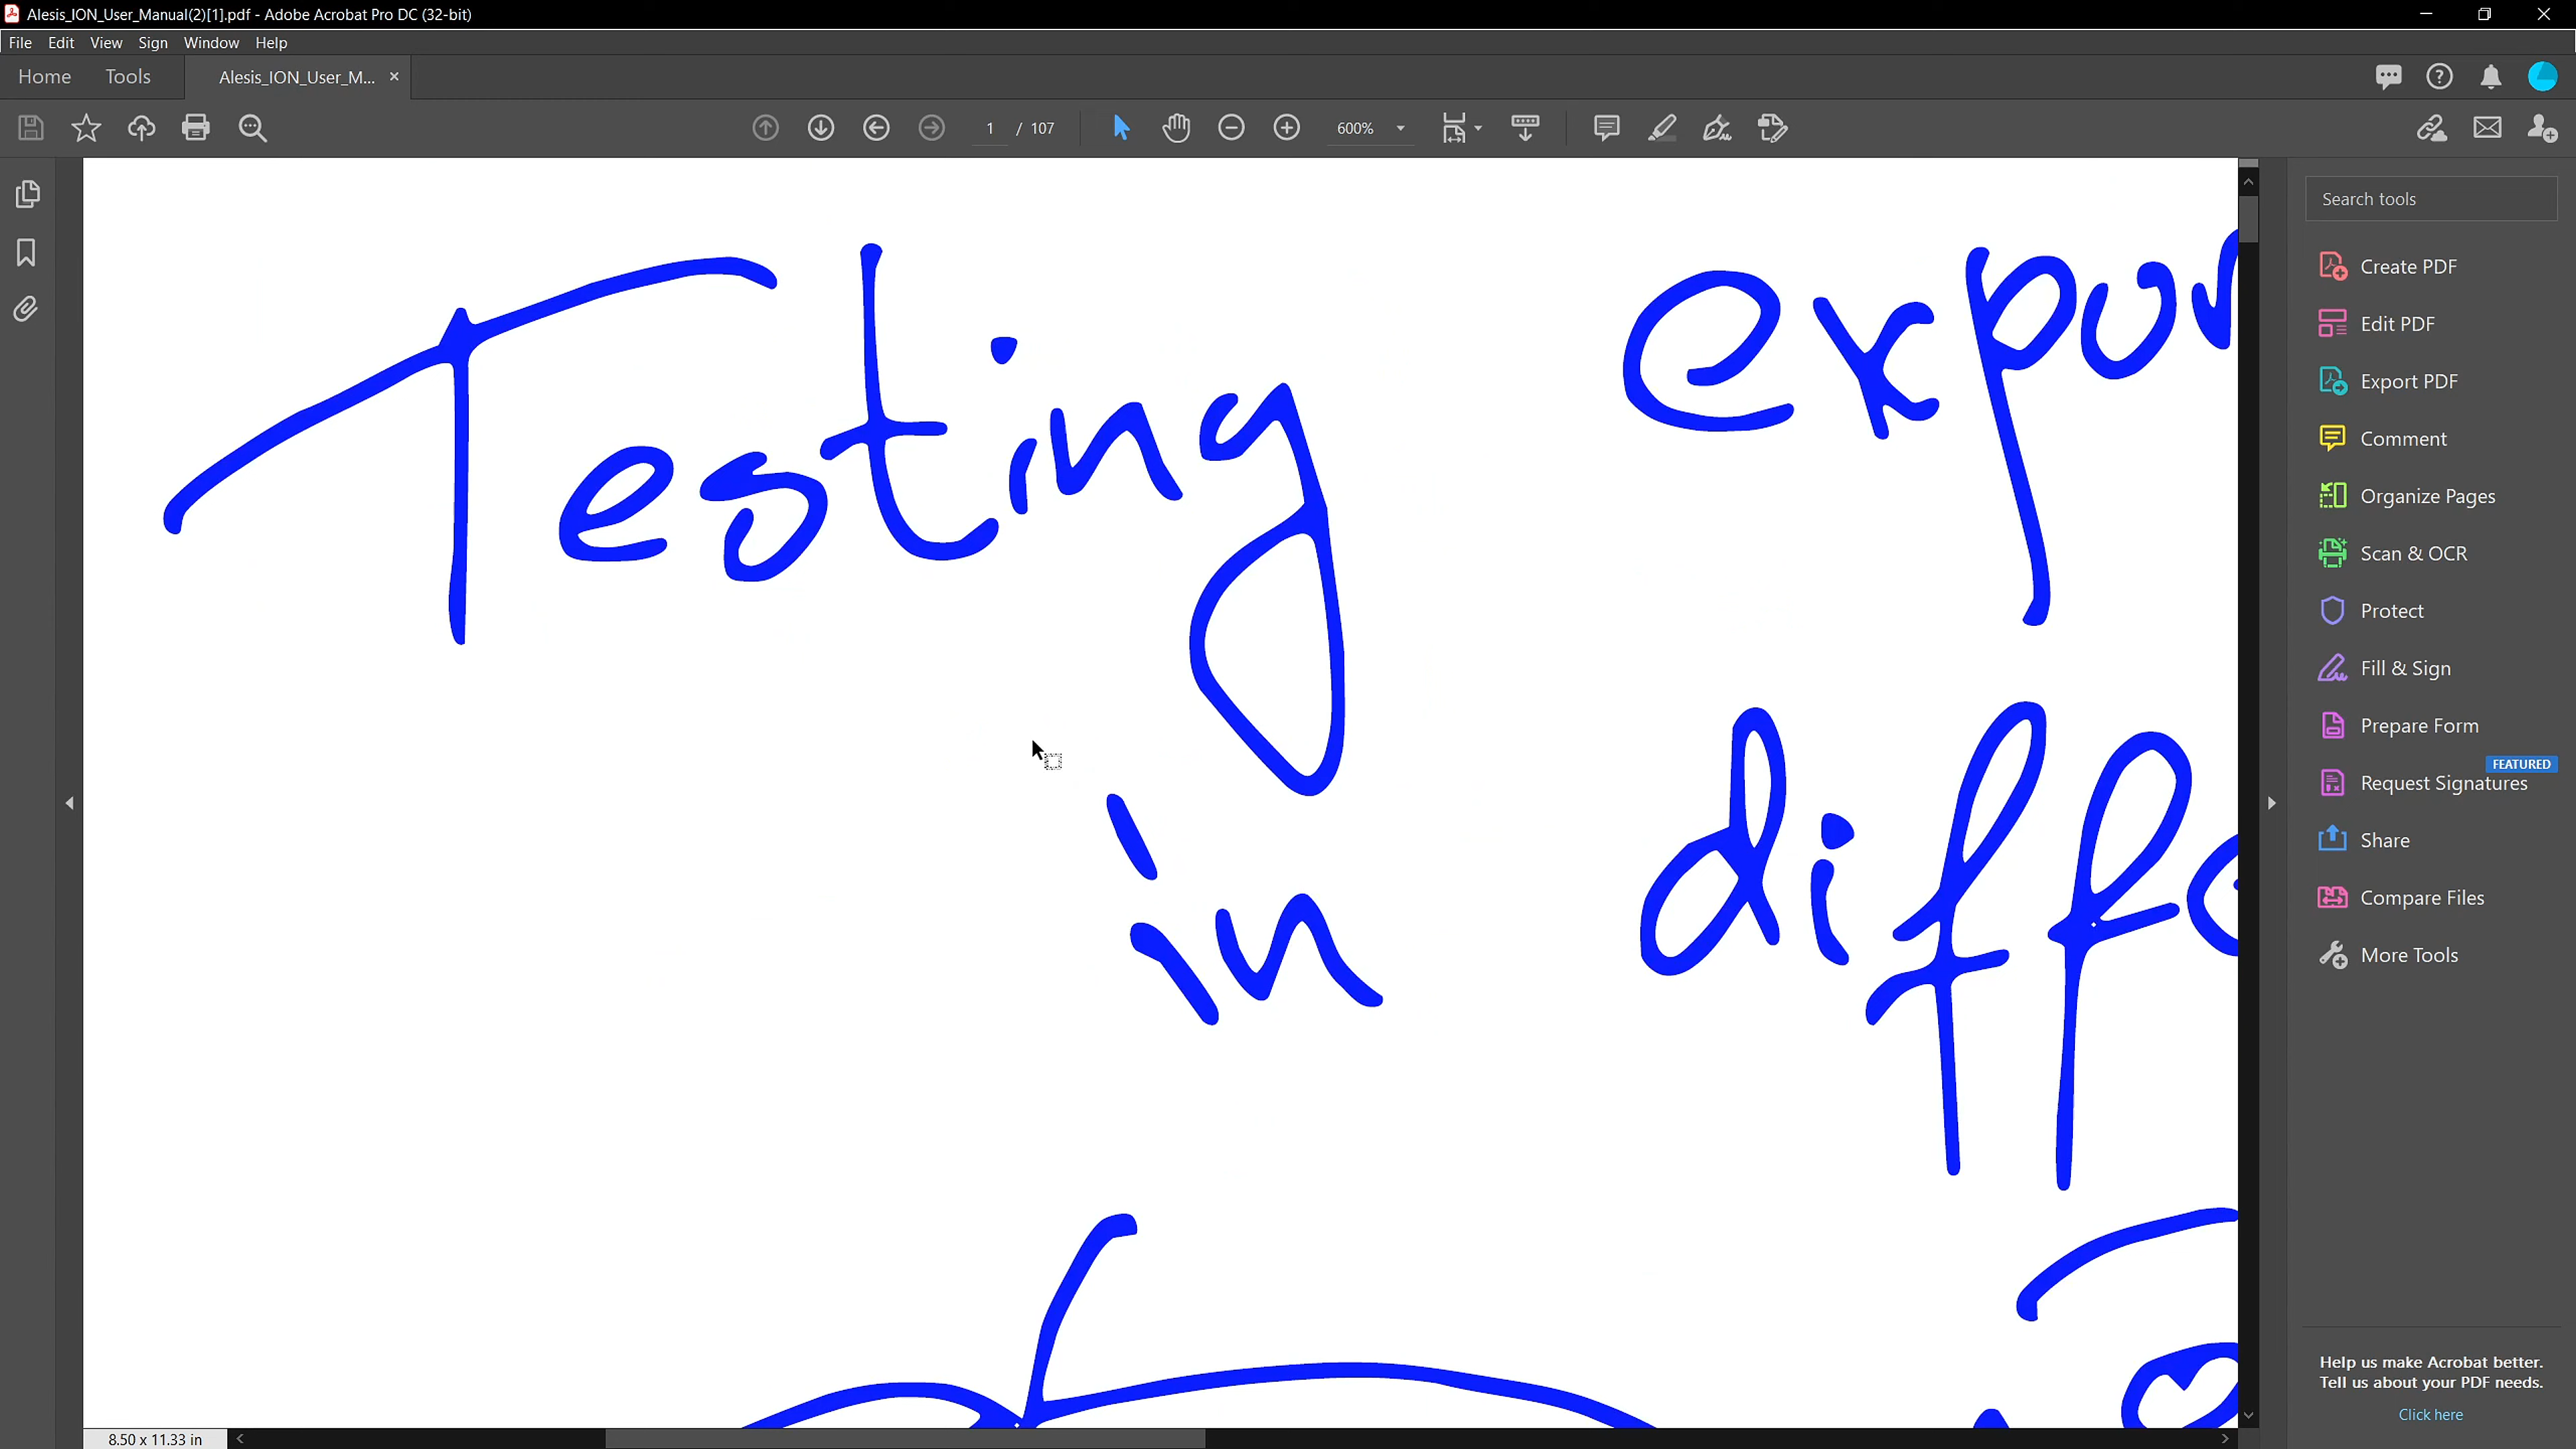 Alesis_ION_User_Manual(2)[1].pdf - Adobe Acrobat Pro DC (32-bit)
File Edit View Sign Window Help
Home Tools Alesis_ION_User_M... ×
1 / 107 600%
Search tools
Create PDF
Edit PDF
Export PDF
Comment
Organize Pages
Scan & OCR
Protect
Fill & Sign
Prepare Form
FEATURED
Request Signatures
Share
Compare Files
More Tools
Help us make Acrobat better.
Tell us about your PDF needs.
Click here
Testing expor
in diffe
8.50 x 11.33 in